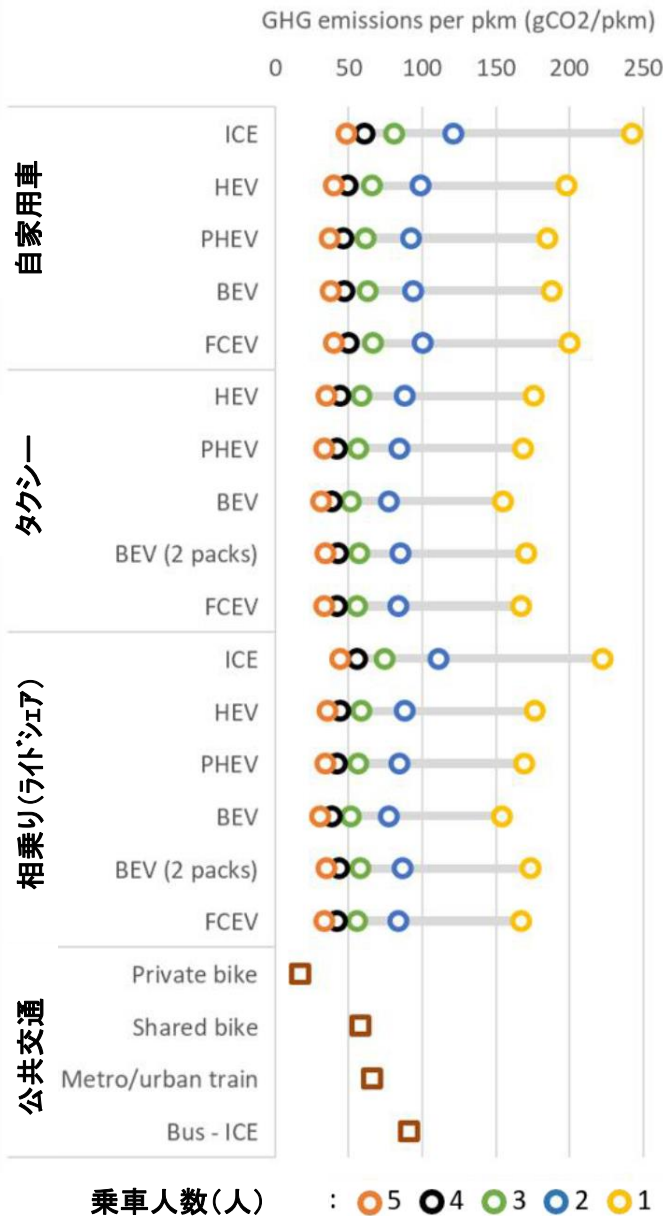 GHG emissions per pkm (gCO2/pkm)
0 50 100 150 200 250
自家用車
ICE
HEV
PHEV
BEV
FCEV
タクシー
HEV
PHEV
BEV
BEV (2 packs)
FCEV
相乗り(ライドシェア)
ICE
HEV
PHEV
BEV
BEV (2 packs)
FCEV
公共交通
Private bike
Shared bike
Metro/urban train
Bus - ICE
乗車人数(人) : 5 4 3 2 1